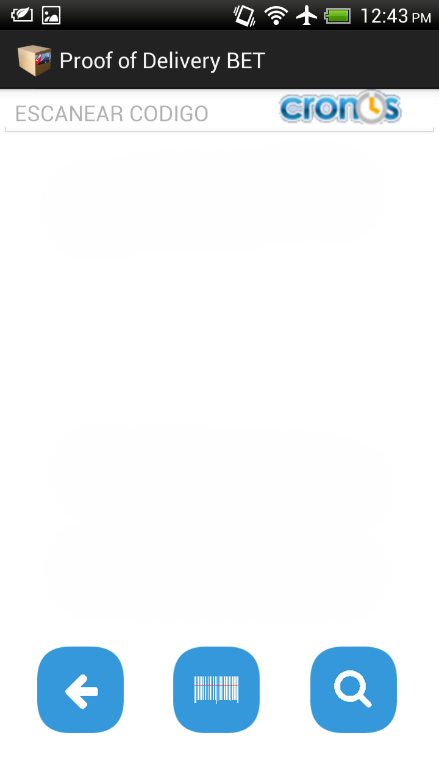 12:43 PM
Proof of Delivery BET
ESCANEAR CODIGO
cronos